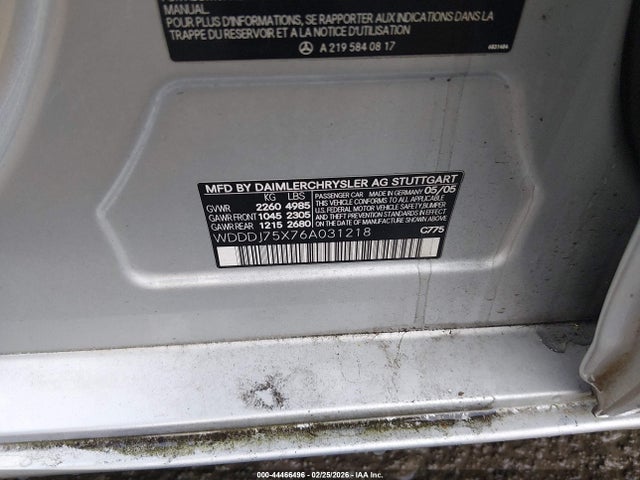 MANUAL.
POUR PLUS D'INFORMATIONS, SE RAPPORTER AUX INDICATIONS DANS LA
TRAPPE DU RESERVOIR ET A LA NOTICE D'UTILISATION
A 219 584 08 17
MFD BY DAIMLERCHRYSLER AG STUTTGART
KG LBS
GVWR 2260 4985
GAWR FRONT 1045 2305
GAWR REAR 1215 2680
PASSENGER CAR MADE IN GERMANY 05/05
THIS VEHICLE CONFORMS TO ALL APPLICABLE
U.S. FEDERAL MOTOR VEHICLE SAFETY, BUMPER,
AND THEFT PREVENTION STANDARDS IN EFFECT
ON THE DATE OF MANUFACTURE SHOWN ABOVE.
WDDDJ75X76A031218
C775
000-44466496 - 02/25/2026 - © 2026 IAA Inc.